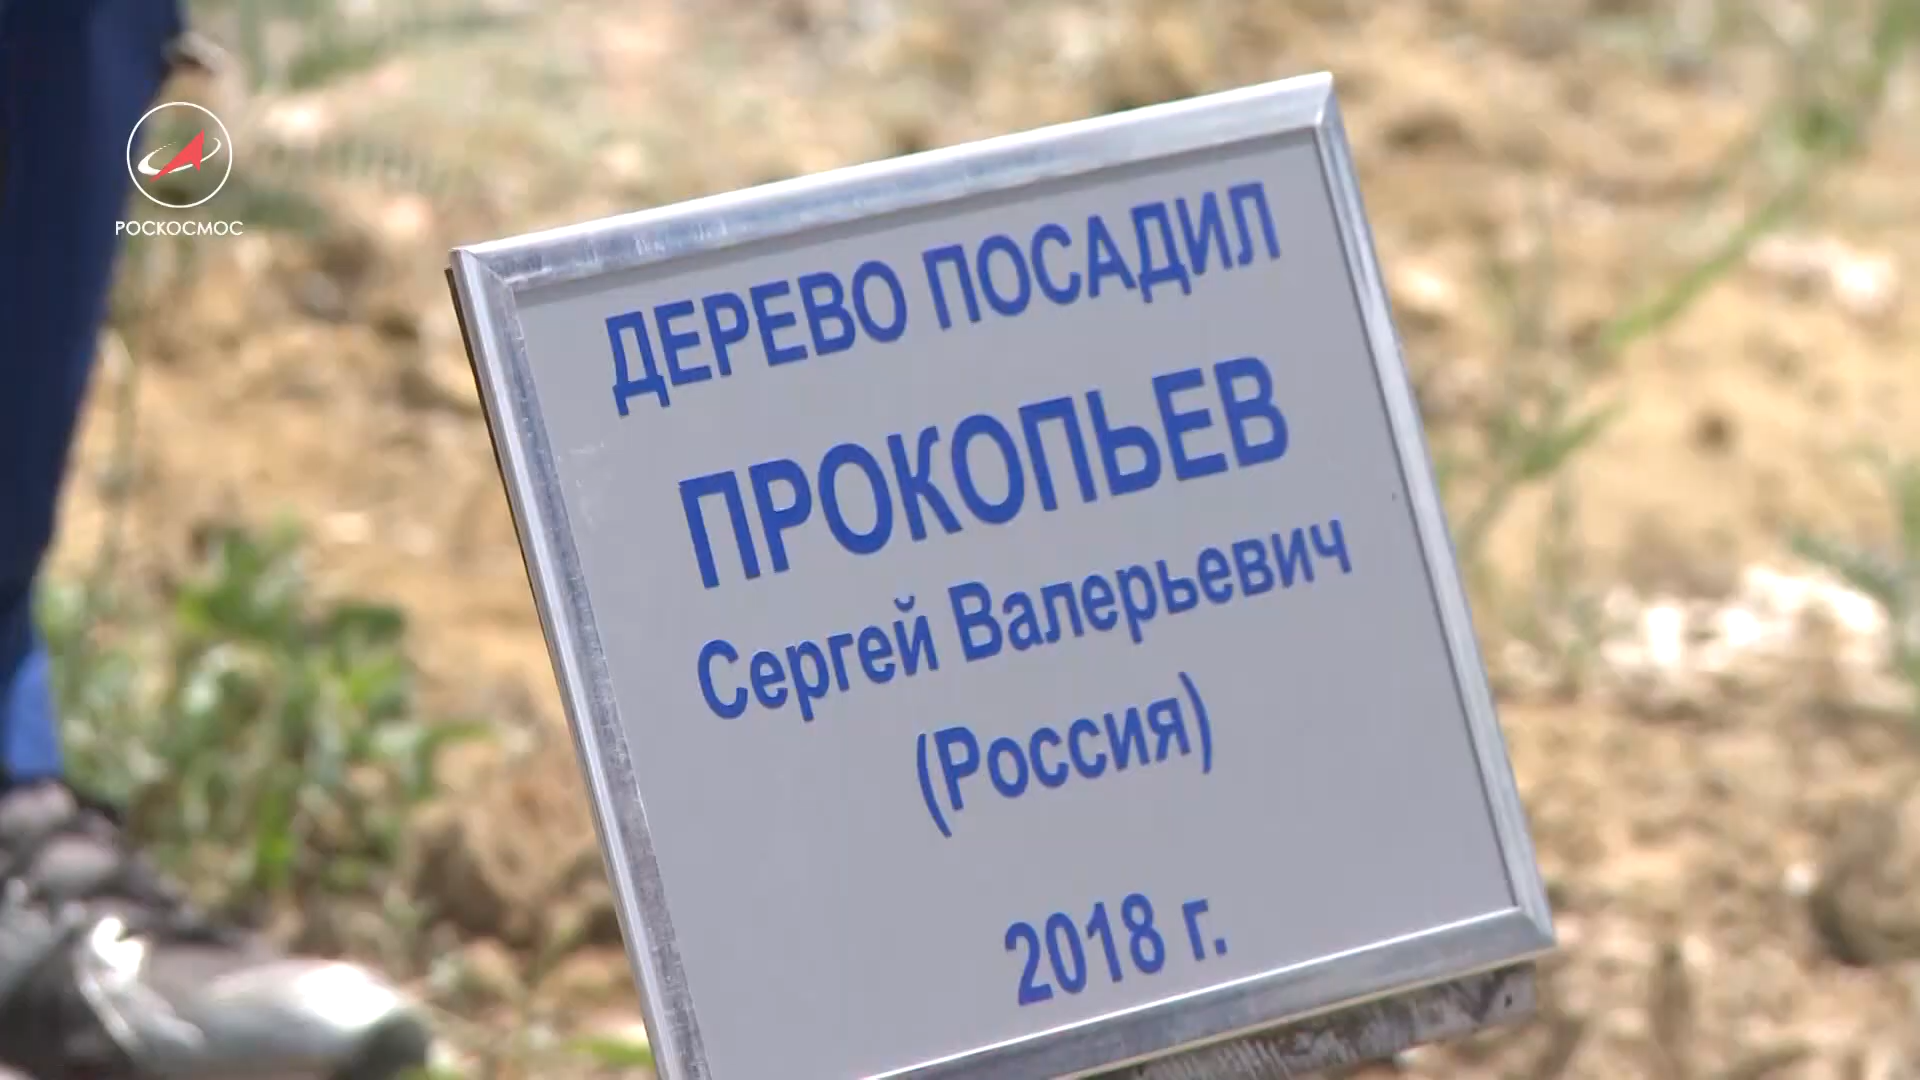 РОСКОСМОС
ДЕРЕВО ПОСАДИЛ
ПРОКОПЬЕВ
Сергей Валерьевич
(Россия)
2018 г.